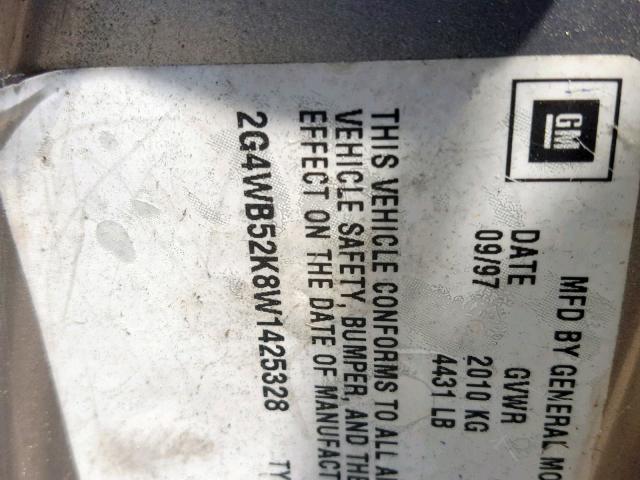 GM
MFD BY GENERAL MO
DATE GVWR
09/97 2010 KG
4431 LB
THIS VEHICLE CONFORMS TO ALL
VEHICLE SAFETY, BUMPER, AND THE
EFFECT ON THE DATE OF MANUFACT
2G4WB52K8W1425328 TY